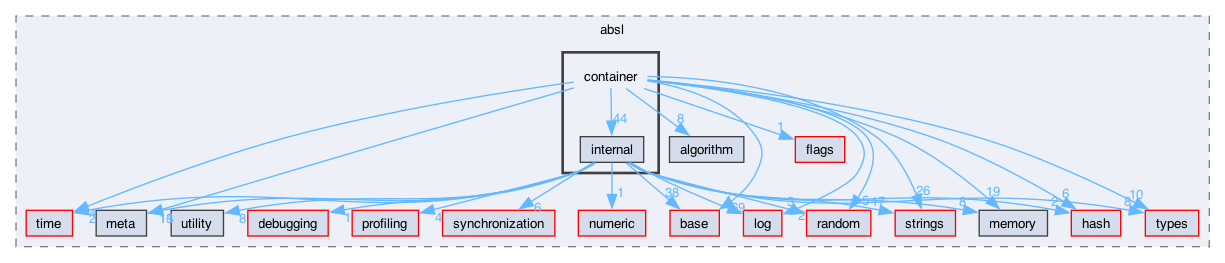 absl
container
44
8
1
internal
algorithm
flags
38
26
19
6
10
1
6
8
1
4
8
2
time
meta
utility
debugging
profiling
synchronization
numeric
base
log
random
strings
memory
hash
types